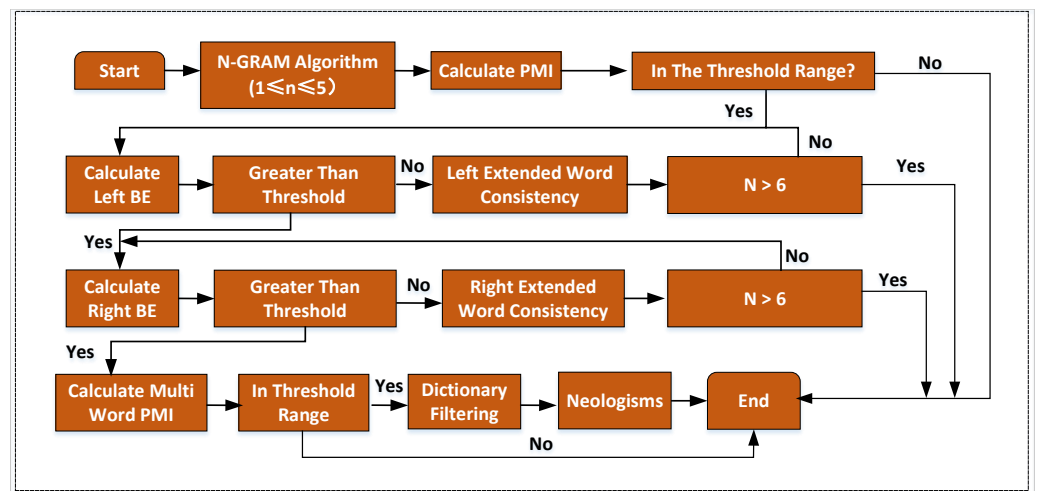 Start
N-GRAM Algorithm
(1≤n≤5）
Calculate PMI
In The Threshold Range?
No
Yes
Calculate
Left BE
Greater Than
Threshold
No
Left Extended Word
Consistency
N > 6
No
Yes
Yes
Calculate
Right BE
Greater Than
Threshold
No
Right Extended
Word Consistency
N > 6
No
Yes
Yes
Calculate Multi
Word PMI
In Threshold
Range
Yes
Dictionary
Filtering
Neologisms
End
No